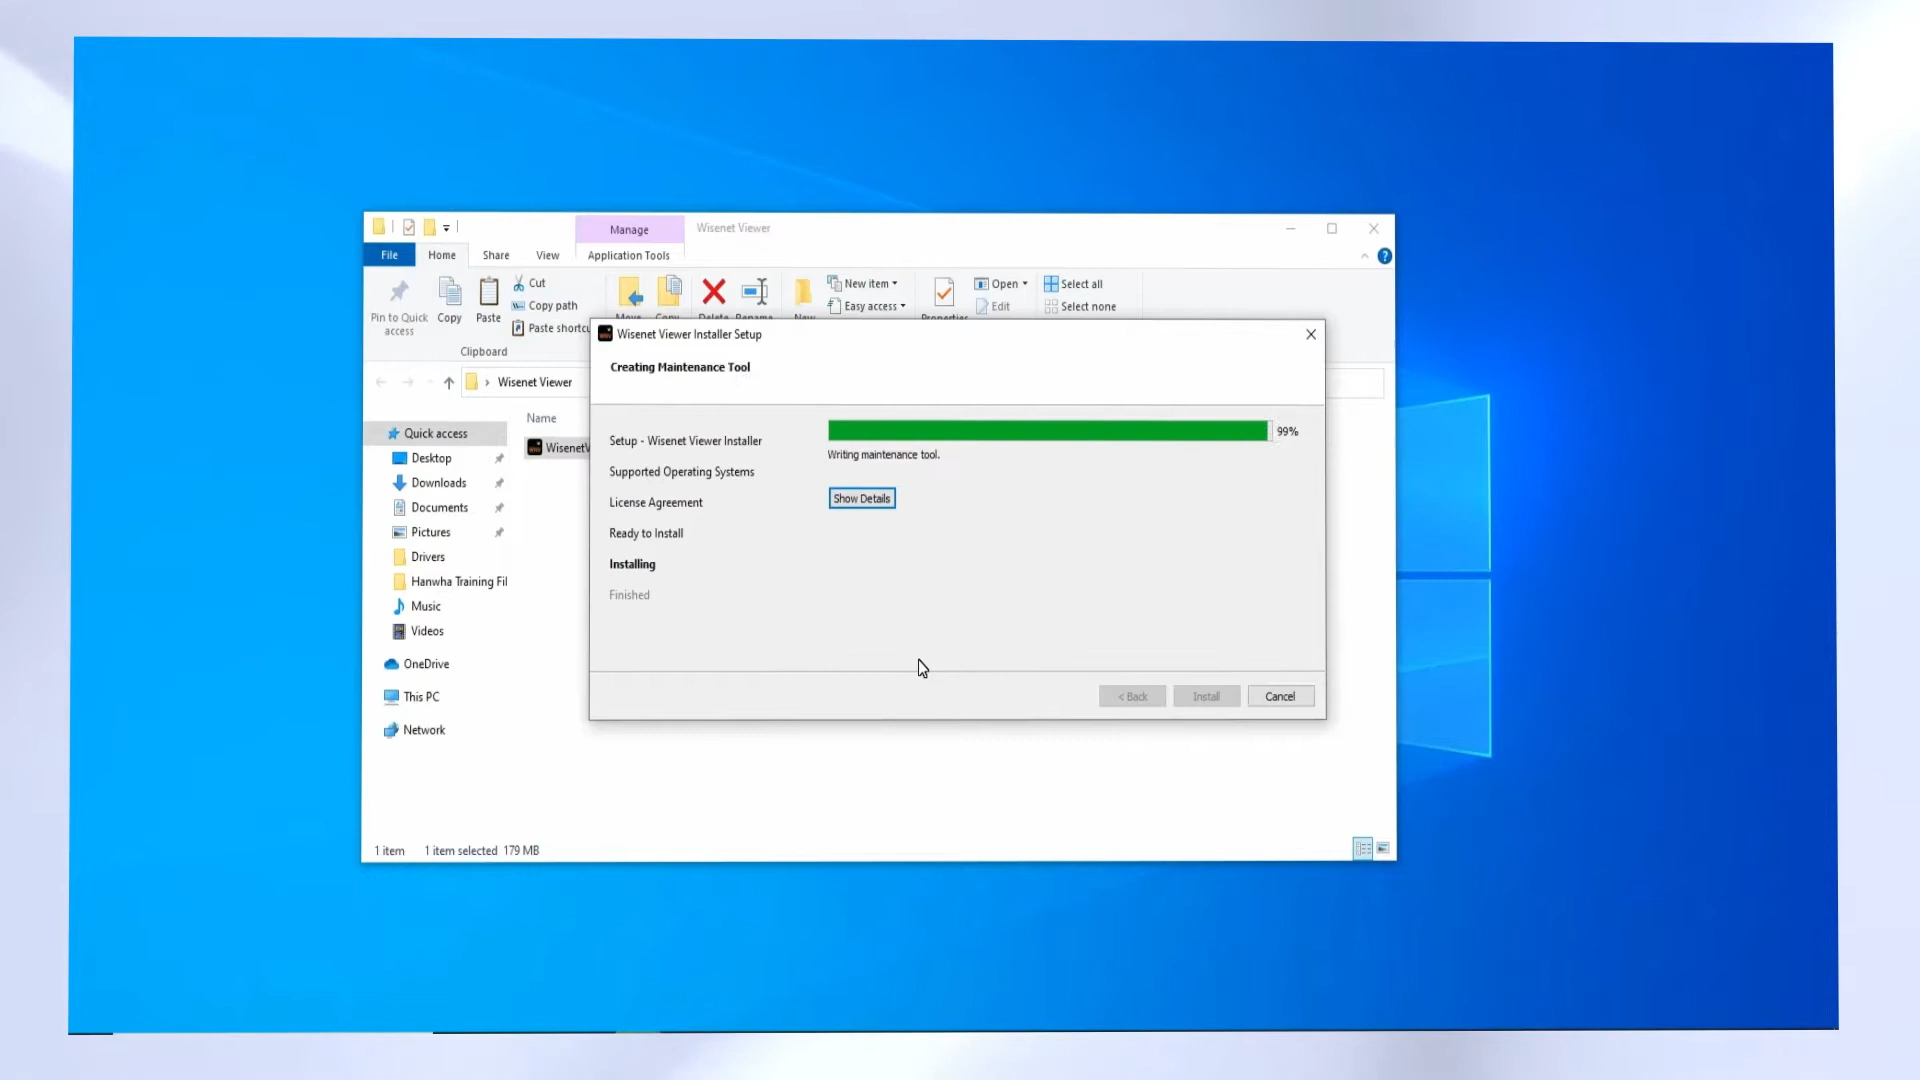 Manage
Wisenet Viewer
File
Home
Share
View
Application Tools
Pin to Quick
access
Copy
Paste
Cut
Copy path
Paste shortcu
Clipboard
New item
Easy access
Open
Edit
Select all
Select none
Wisenet Viewer
Name
WisenetV
Quick access
Desktop
Downloads
Documents
Pictures
Drivers
Hanwha Training Fil
Music
Videos
OneDrive
This PC
Network
1 item
1 item selected 179 MB
Wisenet Viewer Installer Setup
Creating Maintenance Tool
Setup - Wisenet Viewer Installer
Supported Operating Systems
License Agreement
Ready to Install
Installing
Finished
99%
Writing maintenance tool.
Show Details
< Back
Install
Cancel